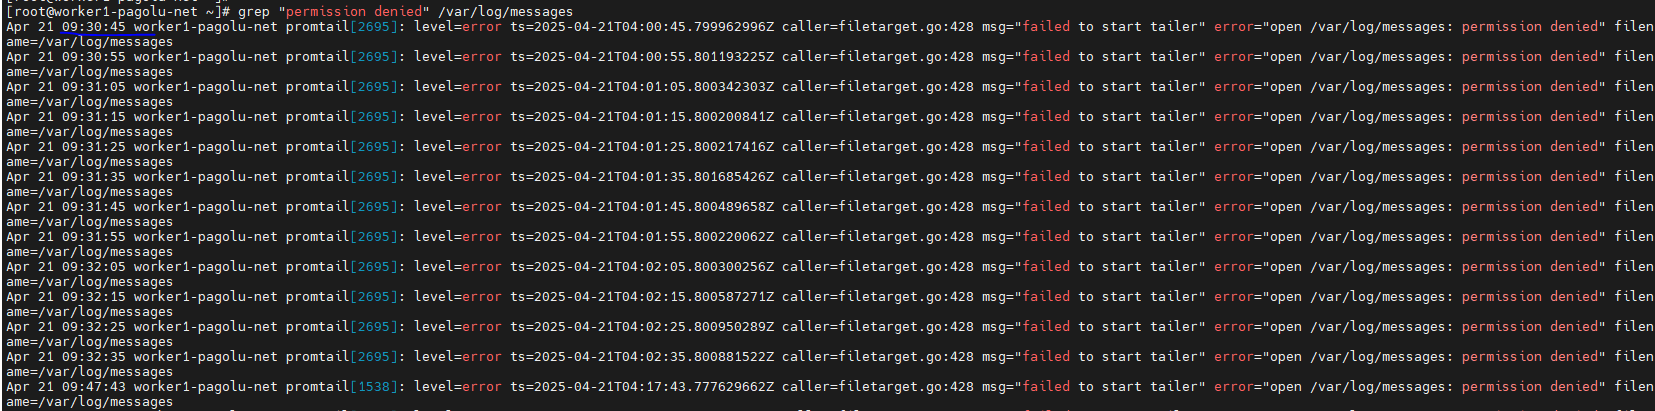 [root@worker1-pagolu-net ~]# grep "permission denied" /var/log/messages
Apr 21 09:30:45 worker1-pagolu-net promtail[2695]: level=error ts=2025-04-21T04:00:45.799962996Z caller=filetarget.go:428 msg="failed to start tailer" error="open /var/log/messages: permission denied" filen
ame=/var/log/messages
Apr 21 09:30:55 worker1-pagolu-net promtail[2695]: level=error ts=2025-04-21T04:00:55.801193225Z caller=filetarget.go:428 msg="failed to start tailer" error="open /var/log/messages: permission denied" filen
ame=/var/log/messages
Apr 21 09:31:05 worker1-pagolu-net promtail[2695]: level=error ts=2025-04-21T04:01:05.800342303Z caller=filetarget.go:428 msg="failed to start tailer" error="open /var/log/messages: permission denied" filen
ame=/var/log/messages
Apr 21 09:31:15 worker1-pagolu-net promtail[2695]: level=error ts=2025-04-21T04:01:15.800200841Z caller=filetarget.go:428 msg="failed to start tailer" error="open /var/log/messages: permission denied" filen
ame=/var/log/messages
Apr 21 09:31:25 worker1-pagolu-net promtail[2695]: level=error ts=2025-04-21T04:01:25.800217416Z caller=filetarget.go:428 msg="failed to start tailer" error="open /var/log/messages: permission denied" filen
ame=/var/log/messages
Apr 21 09:31:35 worker1-pagolu-net promtail[2695]: level=error ts=2025-04-21T04:01:35.801685426Z caller=filetarget.go:428 msg="failed to start tailer" error="open /var/log/messages: permission denied" filen
ame=/var/log/messages
Apr 21 09:31:45 worker1-pagolu-net promtail[2695]: level=error ts=2025-04-21T04:01:45.800489658Z caller=filetarget.go:428 msg="failed to start tailer" error="open /var/log/messages: permission denied" filen
ame=/var/log/messages
Apr 21 09:31:55 worker1-pagolu-net promtail[2695]: level=error ts=2025-04-21T04:01:55.800220062Z caller=filetarget.go:428 msg="failed to start tailer" error="open /var/log/messages: permission denied" filen
ame=/var/log/messages
Apr 21 09:32:05 worker1-pagolu-net promtail[2695]: level=error ts=2025-04-21T04:02:05.800300256Z caller=filetarget.go:428 msg="failed to start tailer" error="open /var/log/messages: permission denied" filen
ame=/var/log/messages
Apr 21 09:32:15 worker1-pagolu-net promtail[2695]: level=error ts=2025-04-21T04:02:15.800587271Z caller=filetarget.go:428 msg="failed to start tailer" error="open /var/log/messages: permission denied" filen
ame=/var/log/messages
Apr 21 09:32:25 worker1-pagolu-net promtail[2695]: level=error ts=2025-04-21T04:02:25.800950289Z caller=filetarget.go:428 msg="failed to start tailer" error="open /var/log/messages: permission denied" filen
ame=/var/log/messages
Apr 21 09:32:35 worker1-pagolu-net promtail[2695]: level=error ts=2025-04-21T04:02:35.800881522Z caller=filetarget.go:428 msg="failed to start tailer" error="open /var/log/messages: permission denied" filen
ame=/var/log/messages
Apr 21 09:47:43 worker1-pagolu-net promtail[1538]: level=error ts=2025-04-21T04:17:43.777629662Z caller=filetarget.go:428 msg="failed to start tailer" error="open /var/log/messages: permission denied" filen
ame=/var/log/messages